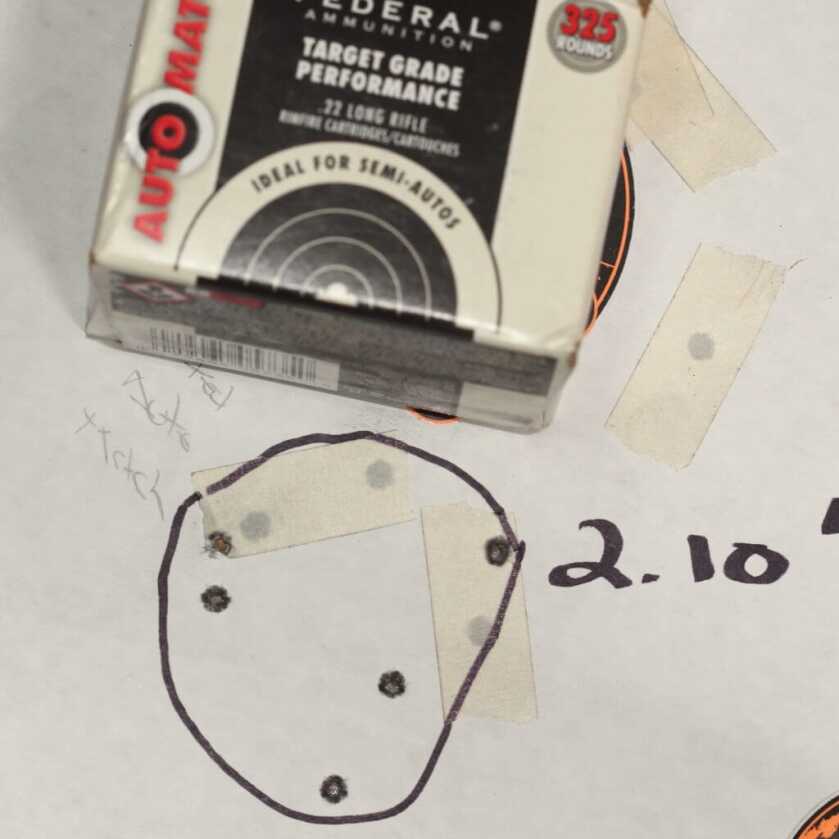 FEDERAL®
AMMUNITION
325
ROUNDS
TARGET GRADE
PERFORMANCE
.22 LONG RIFLE
RIMFIRE CARTRIDGES/CARTOUCHES
AUTOMAT
IDEAL FOR SEMI-AUTOS
2.10"